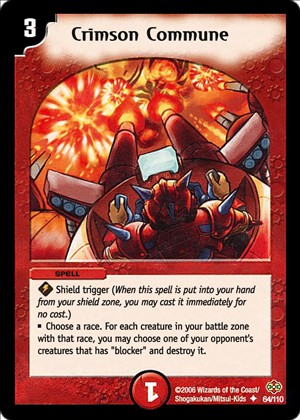 3
Crimson Commune
SPELL
Shield trigger (When this spell is put into your hand
from your shield zone, you may cast it immediately for
no cost.)
▪ Choose a race. For each creature in your battle zone
with that race, you may choose one of your opponent's
creatures that has "blocker" and destroy it.
1
©2006 Wizards of the Coast/
Shogakukan/Mitsui-Kids ✦ 64/110